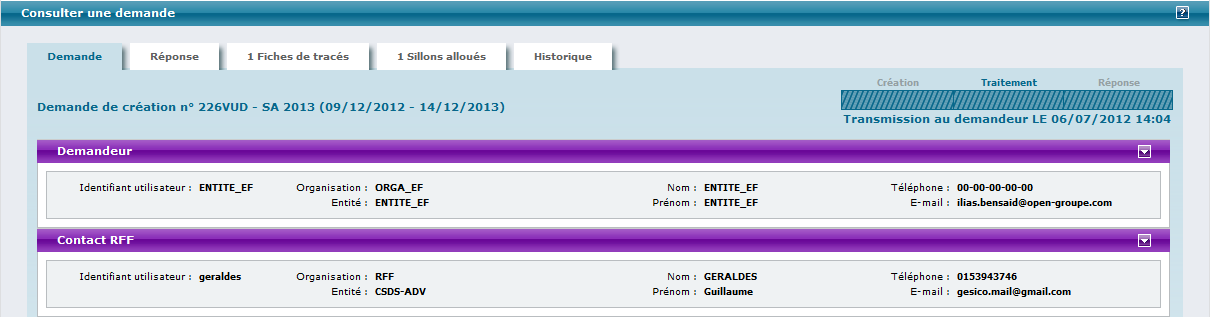 Consulter une demande ?
Demande Réponse 1 Fiches de tracés 1 Sillons alloués Historique
Création Traitement Réponse
Demande de création n° 226VUD - SA 2013 (09/12/2012 - 14/12/2013)
Transmission au demandeur LE 06/07/2012 14:04
Demandeur
Identifiant utilisateur : ENTITE_EF Organisation : ORGA_EF Nom : ENTITE_EF Téléphone : 00-00-00-00-00
Entité : ENTITE_EF Prénom : ENTITE_EF E-mail : ilias.bensaid@open-groupe.com
Contact RFF
Identifiant utilisateur : geraldes Organisation : RFF Nom : GERALDES Téléphone : 0153943746
Entité : CSDS-ADV Prénom : Guillaume E-mail : gesico.mail@gmail.com